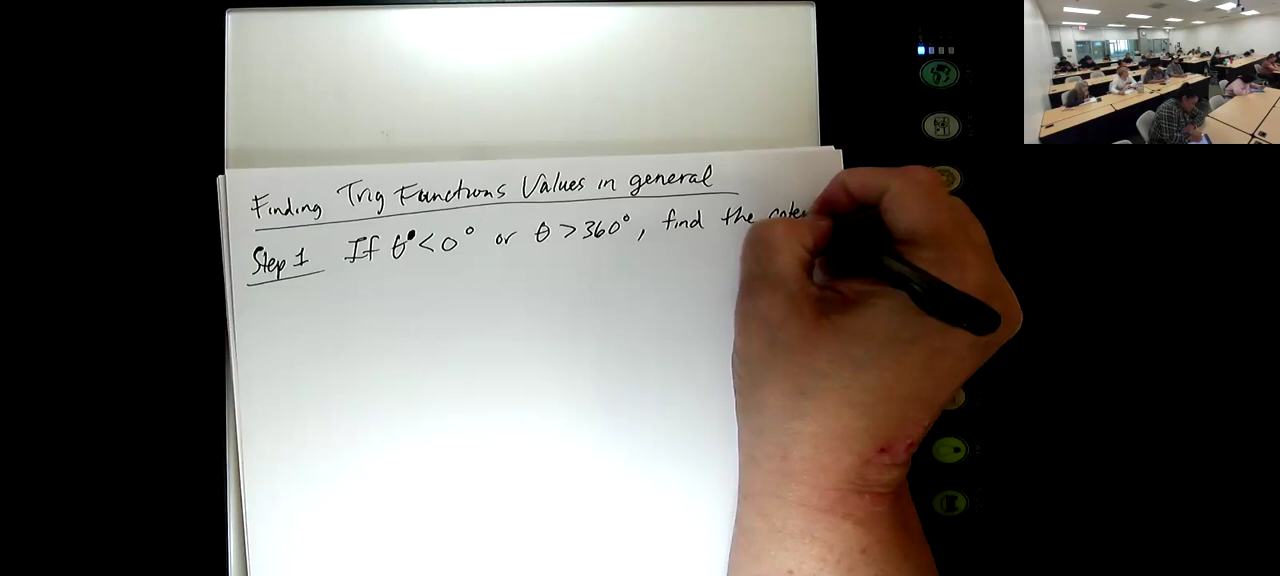 Finding Trig Functions Values in general
Step 1 If θ° < 0° or θ > 360°, find the